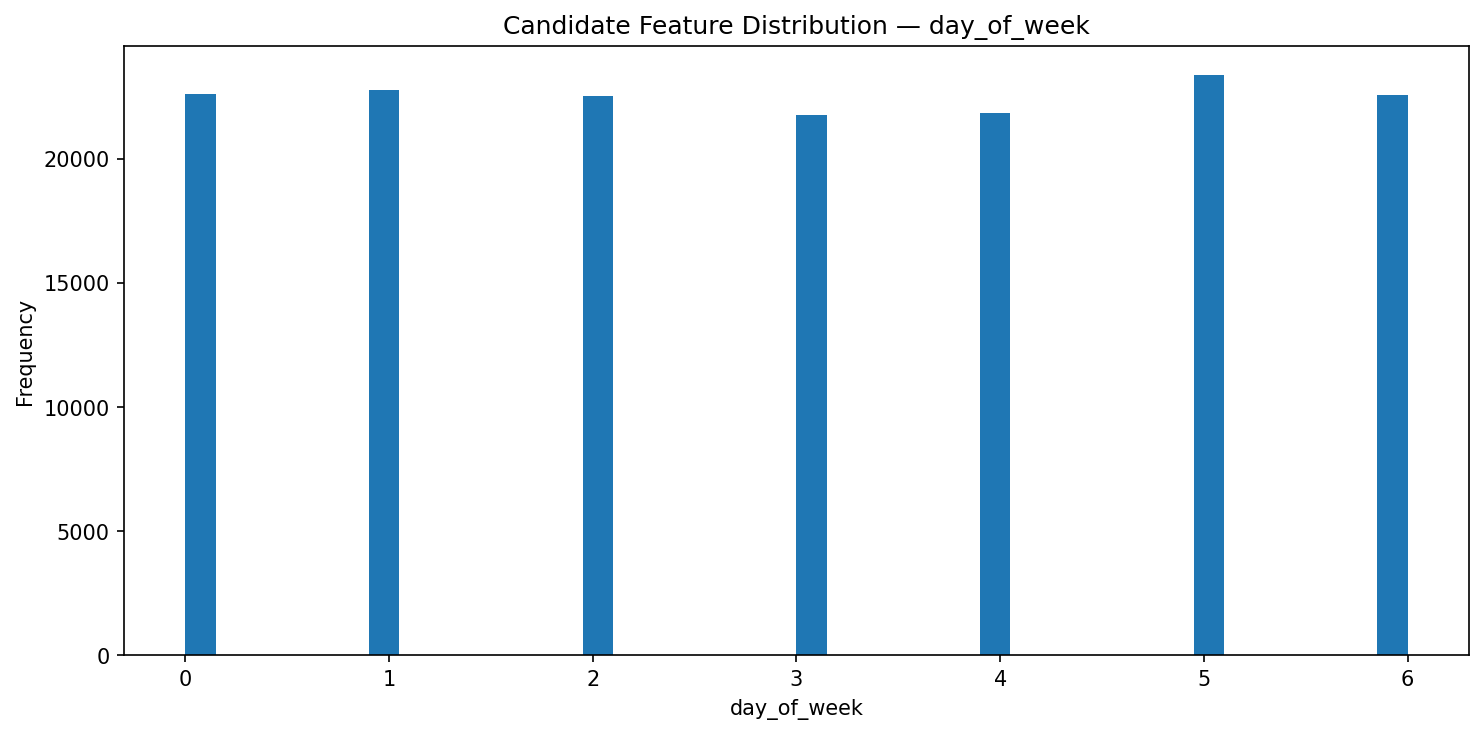 Candidate Feature Distribution — day_of_week
Frequency
20000
15000
10000
5000
0
0 1 2 3 4 5 6
day_of_week